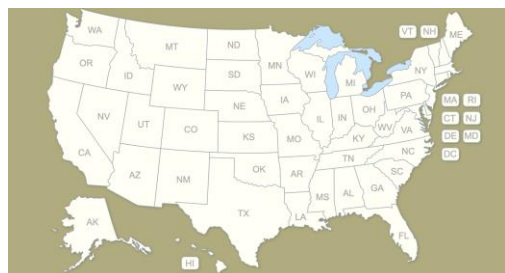 WA
MT
ND
MN
VT NH
ME
OR
ID
SD
WI
MI
NY
WY
NE
IA
PA
MA RI
NV
UT
CO
IL
IN
OH
WV
VA
CT NJ
KS
MO
KY
DE MD
CA
NC
DC
AZ
NM
OK
AR
TN
SC
MS
AL
GA
TX
LA
AK
FL
HI